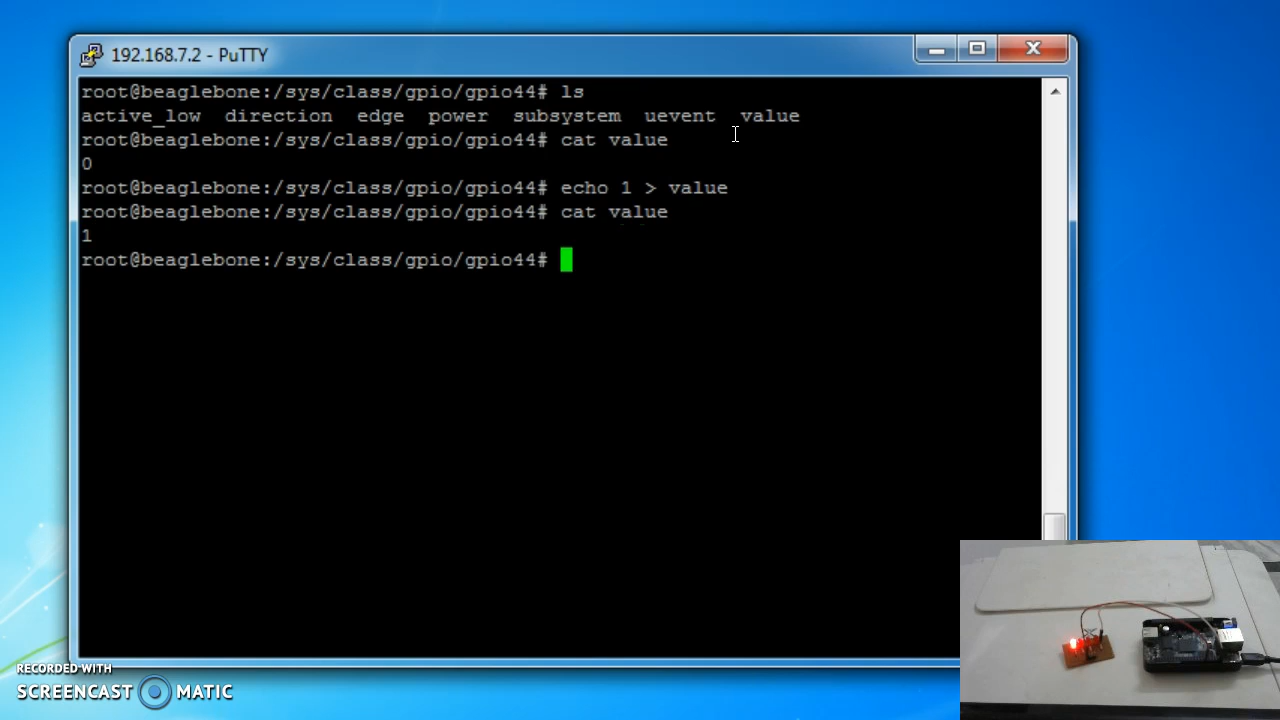 192.168.7.2 - PuTTY
root@beaglebone:/sys/class/gpio/gpio44# ls
active_low direction edge power subsystem uevent value
root@beaglebone:/sys/class/gpio/gpio44# cat value
0
root@beaglebone:/sys/class/gpio/gpio44# echo 1 > value
root@beaglebone:/sys/class/gpio/gpio44# cat value
1
root@beaglebone:/sys/class/gpio/gpio44#
RECORDED WITH
SCREENCAST MATIC